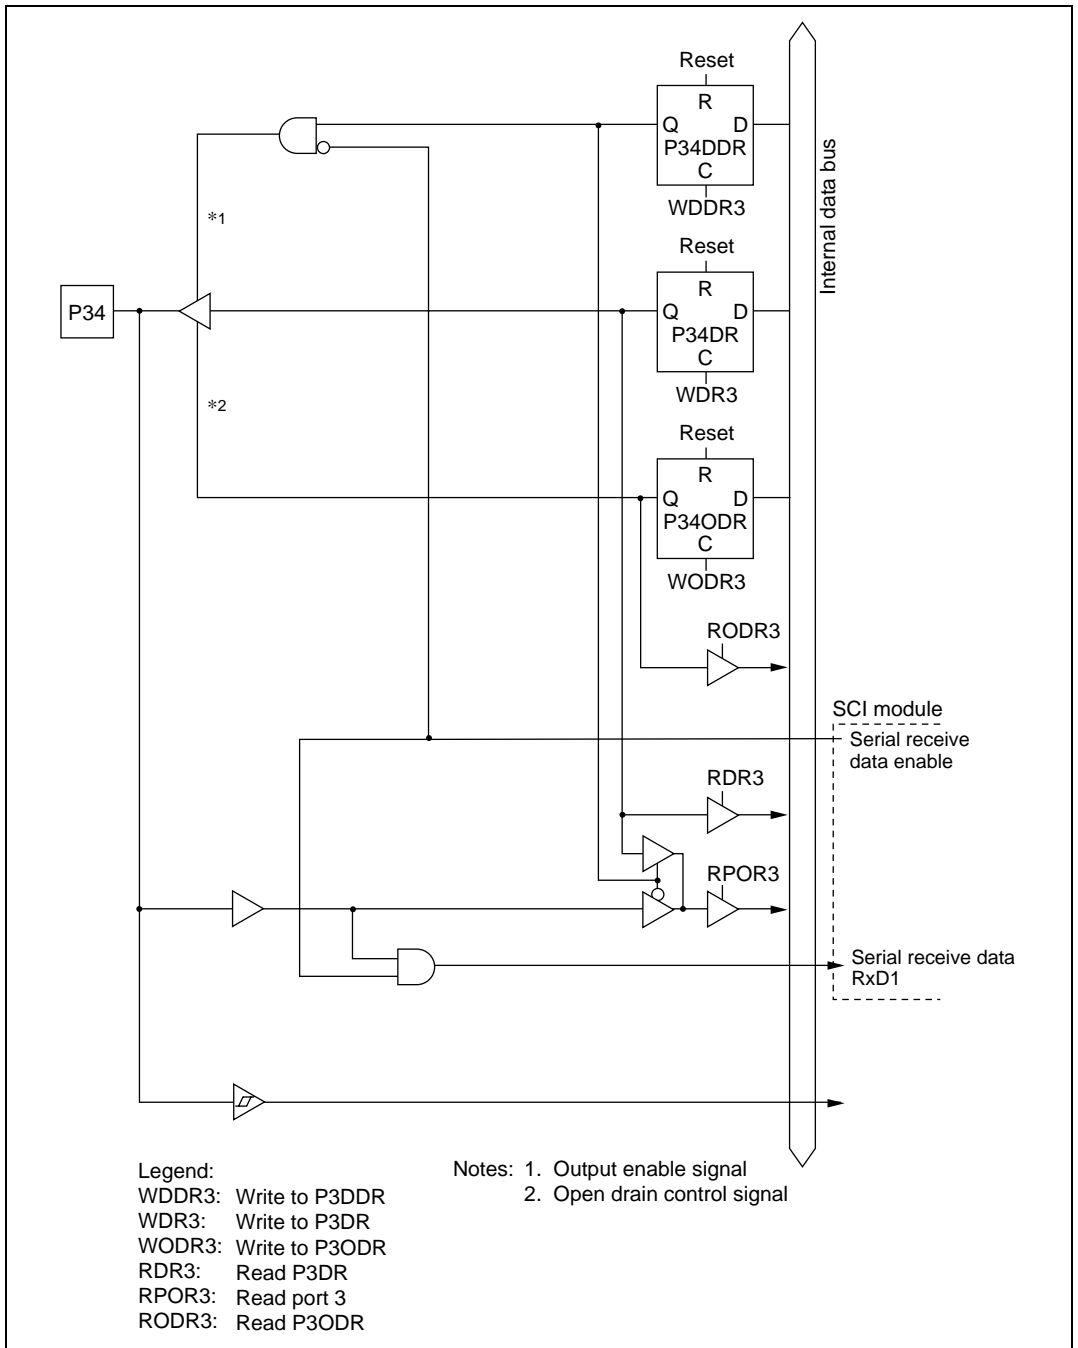 Reset
R
Q D
P34DDR
C
WDDR3
Internal data bus
*1
Reset
R
P34
Q D
P34DR
C
WDR3
*2
Reset
R
Q D
P34ODR
C
WODR3
RODR3
SCI module
Serial receive
data enable
RDR3
RPOR3
Serial receive data
RxD1
Legend:
WDDR3: Write to P3DDR
WDR3: Write to P3DR
WODR3: Write to P3ODR
RDR3: Read P3DR
RPOR3: Read port 3
RODR3: Read P3ODR
Notes: 1. Output enable signal
2. Open drain control signal